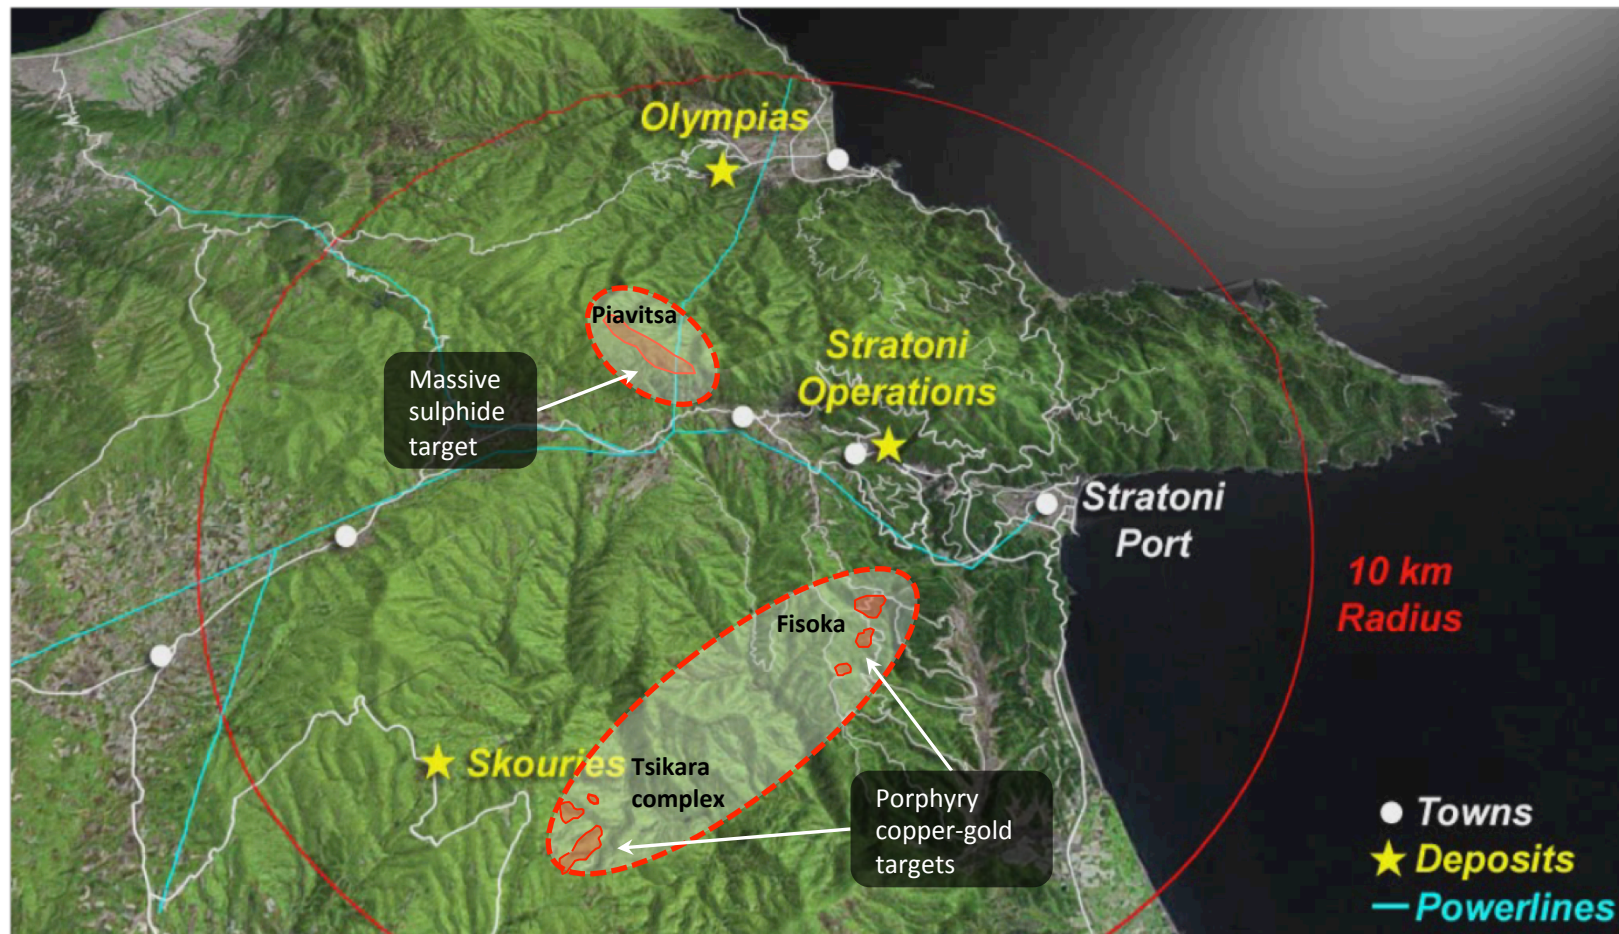 Olympias
Piavitsa
Massive
sulphide
target
Stratoni
Operations
Stratoni
Port
10 km
Radius
Fisoka
Skouries
Tsikara
complex
Porphyry
copper-gold
targets
Towns
Deposits
Powerlines